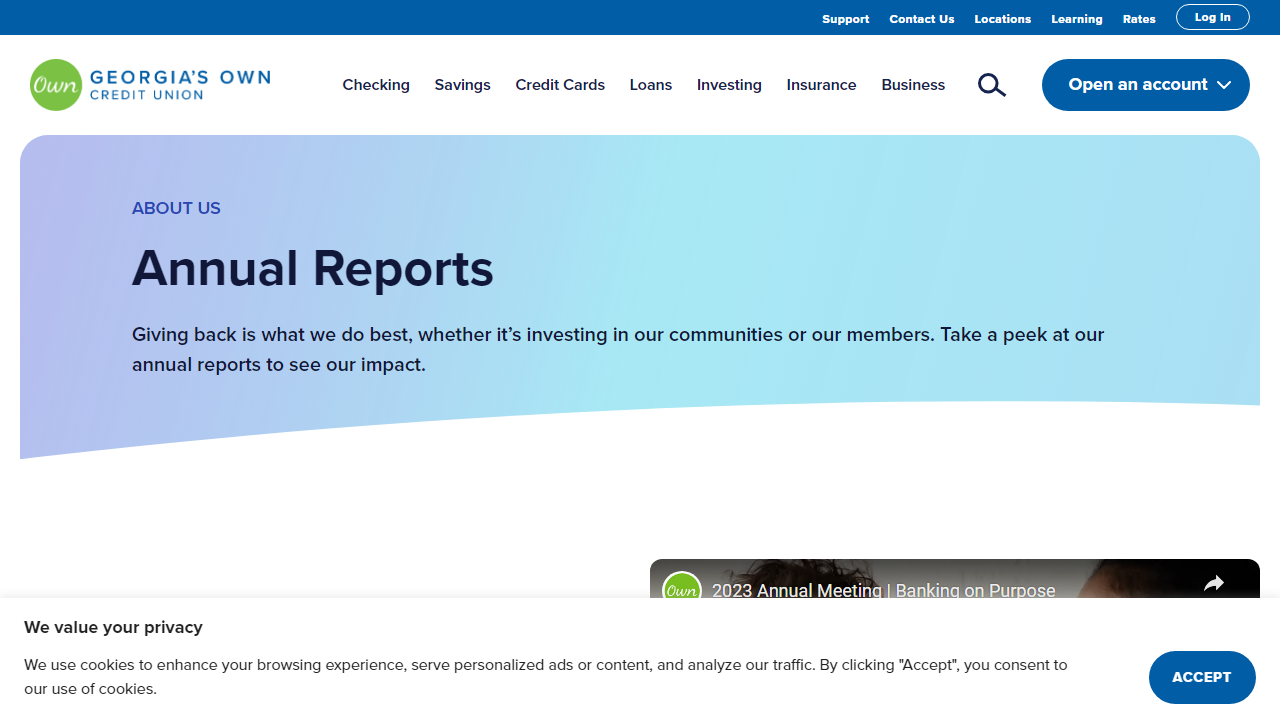 Support Contact Us Locations Learning Rates Log In
Own GEORGIA'S OWN
CREDIT UNION
Checking Savings Credit Cards Loans Investing Insurance Business Open an account
ABOUT US
Annual Reports
Giving back is what we do best, whether it’s investing in our communities or our members. Take a peek at our
annual reports to see our impact.
Own 2023 Annual Meeting | Banking on Purpose
We value your privacy
We use cookies to enhance your browsing experience, serve personalized ads or content, and analyze our traffic. By clicking "Accept", you consent to
our use of cookies.
ACCEPT